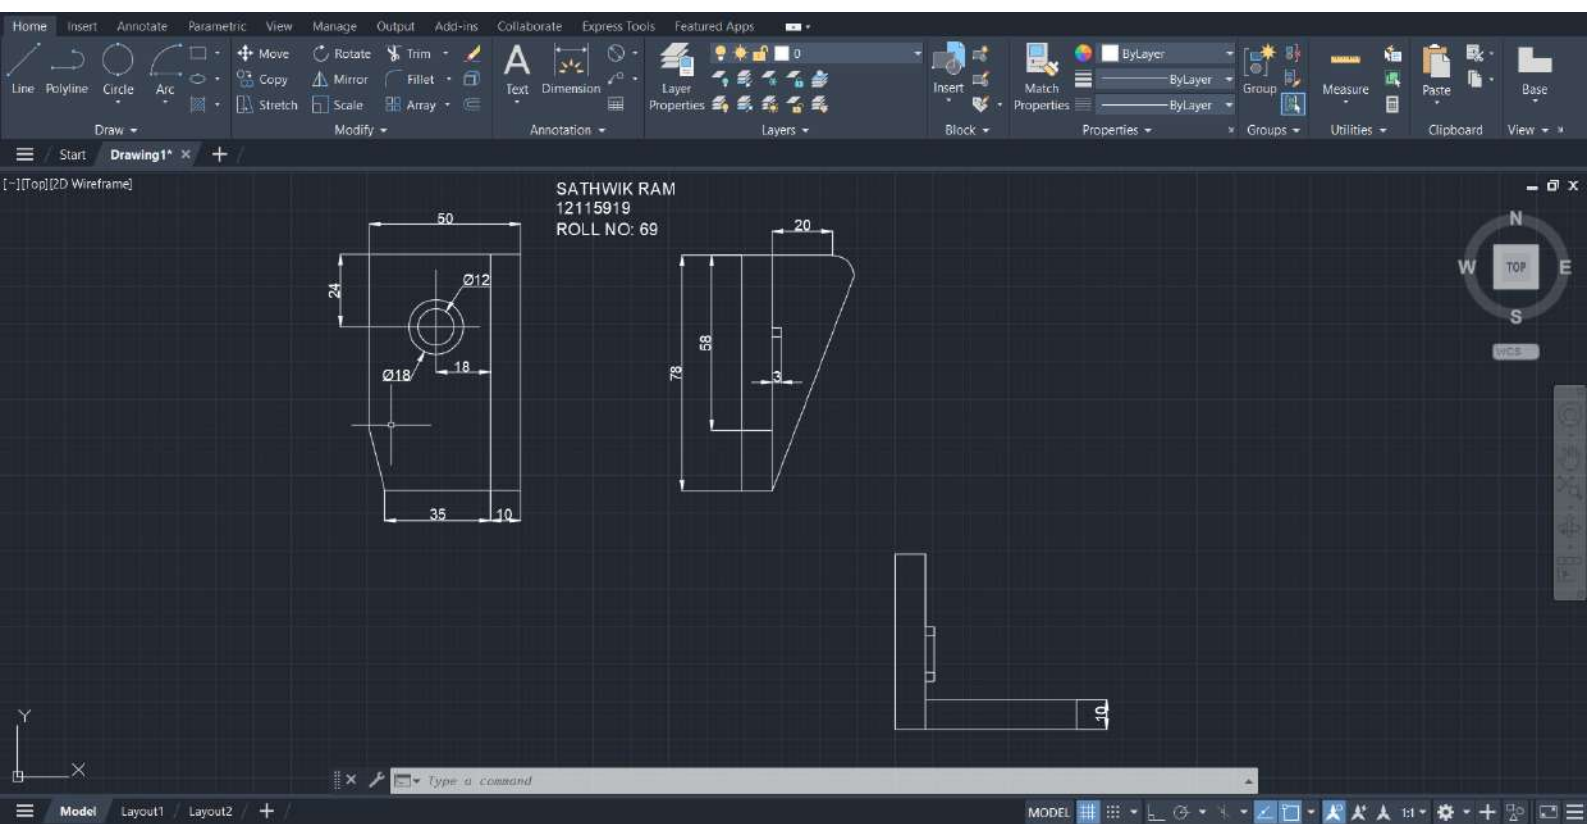 Home Insert Annotate Parametric View Manage Output Add-ins Collaborate Express Tools Featured Apps
Line Polyline Circle Arc
Move Rotate Trim
Copy Mirror Fillet
Stretch Scale Array
Text Dimension
Layer Properties
0
Insert
Match Properties
ByLayer
ByLayer
ByLayer
Group
Measure
Paste
Base
Draw Modify Annotation Layers Block Properties Groups Utilities Clipboard View
Start Drawing1* +
[-][Top][2D Wireframe]
SATHWIK RAM
12115919
ROLL NO: 69
50
24
Ø12
Ø18
18
35
10
20
58
78
3
10
N
W TOP E
S
WCS
Y
X
Type a command
Model Layout1 Layout2 +
MODEL
1:1